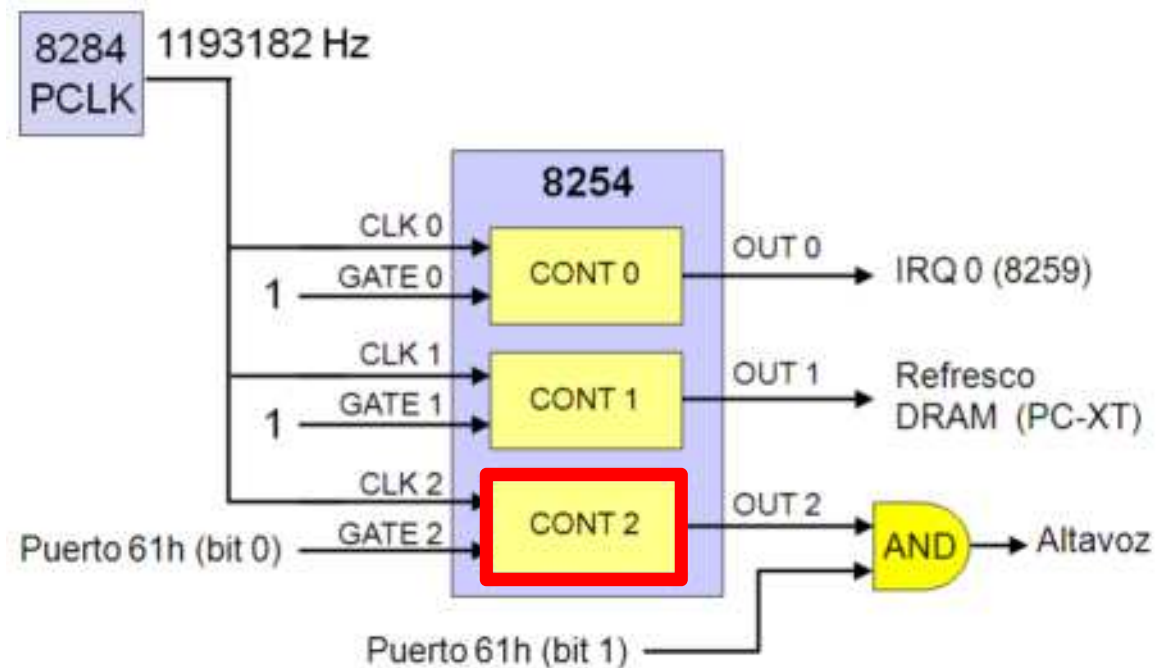 8284
PCLK
1193182 Hz
8254
CLK 0
GATE 0
1
CONT 0
OUT 0
IRQ 0 (8259)
CLK 1
GATE 1
1
CONT 1
OUT 1
Refresco
DRAM (PC-XT)
CLK 2
GATE 2
Puerto 61h (bit 0)
CONT 2
OUT 2
AND
Altavoz
Puerto 61h (bit 1)